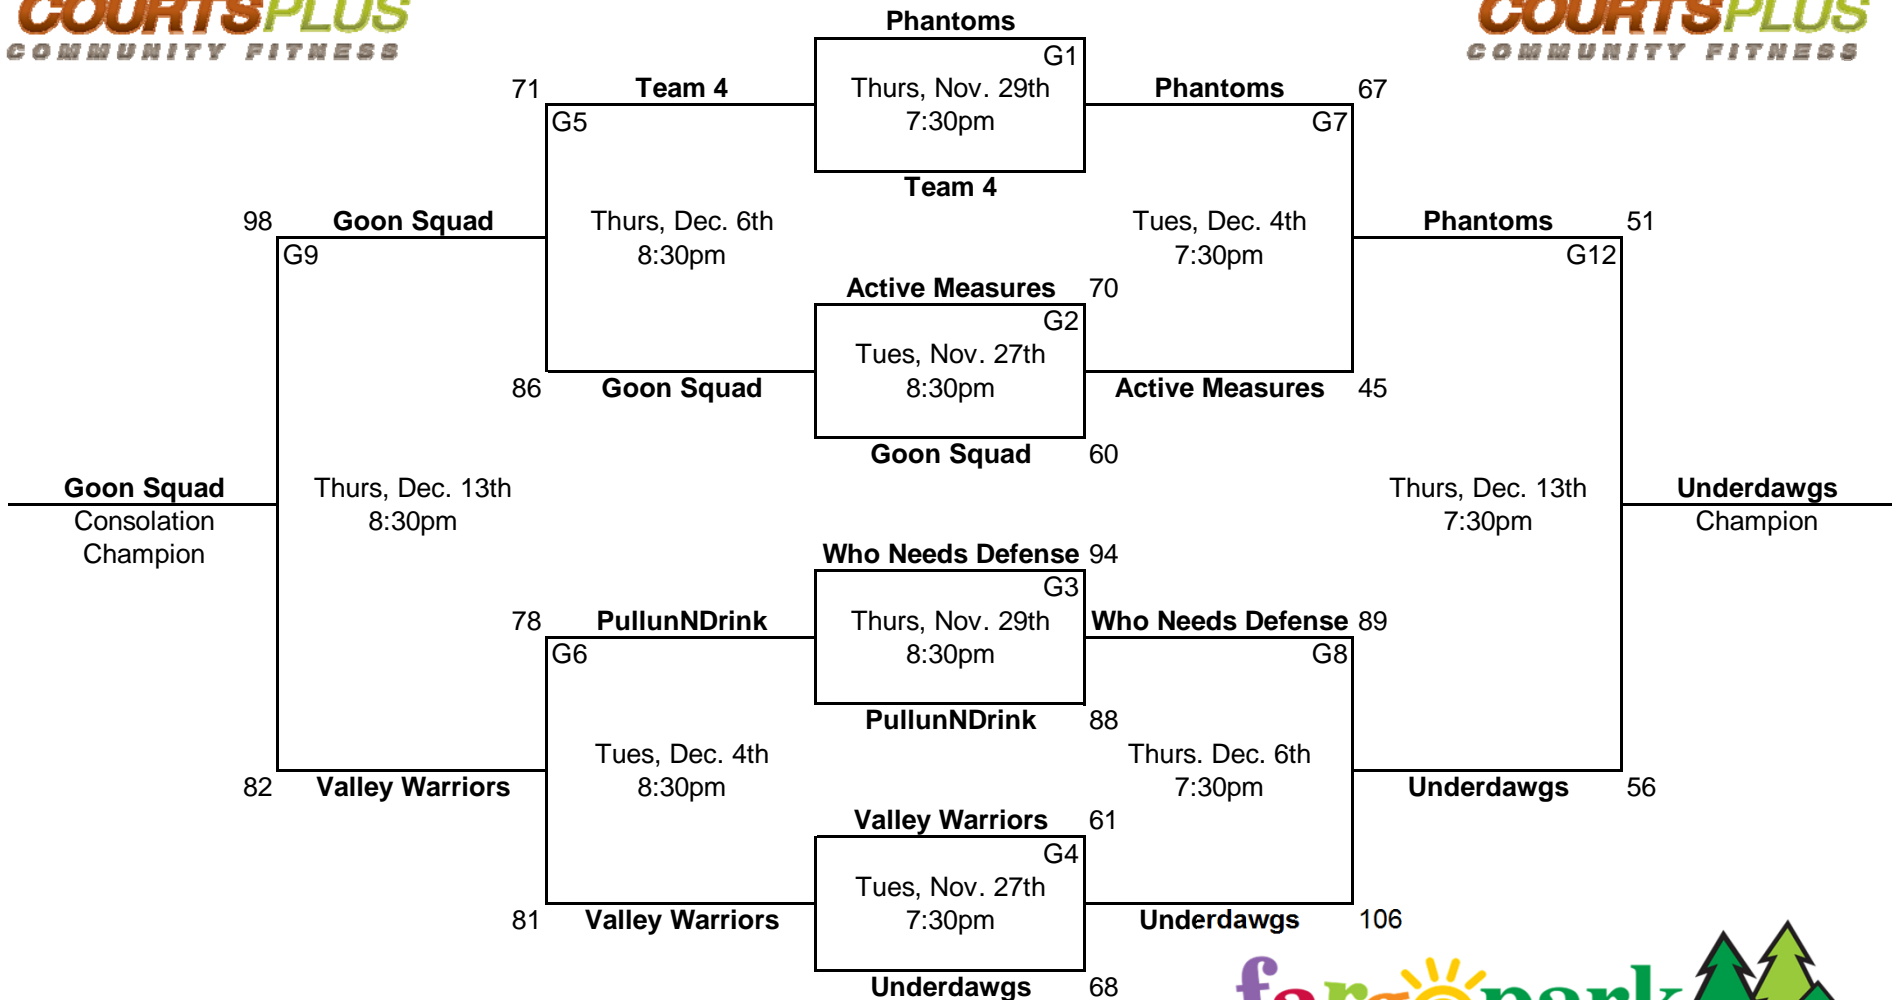 COURTSPLUS
COMMUNITY FITNESS
COURTSPLUS
COMMUNITY FITNESS
Phantoms
G1
Thurs, Nov. 29th
7:30pm
Team 4
71 Team 4
G5
Phantoms 67
G7
98 Goon Squad
G9
Thurs, Dec. 6th
8:30pm
Tues, Dec. 4th
7:30pm
Phantoms 51
G12
Active Measures 70
G2
Tues, Nov. 27th
8:30pm
Goon Squad 60
86 Goon Squad
Active Measures 45
Goon Squad
Consolation
Champion
Thurs, Dec. 13th
8:30pm
Thurs, Dec. 13th
7:30pm
Underdawgs
Champion
Who Needs Defense 94
G3
Thurs, Nov. 29th
8:30pm
PullunNDrink 88
78 PullunNDrink
G6
Who Needs Defense 89
G8
Tues, Dec. 4th
8:30pm
Thurs. Dec. 6th
7:30pm
82 Valley Warriors
Underdawgs 56
Valley Warriors 61
G4
Tues, Nov. 27th
7:30pm
Underdawgs 68
81 Valley Warriors
Underdawgs 106
fargo park